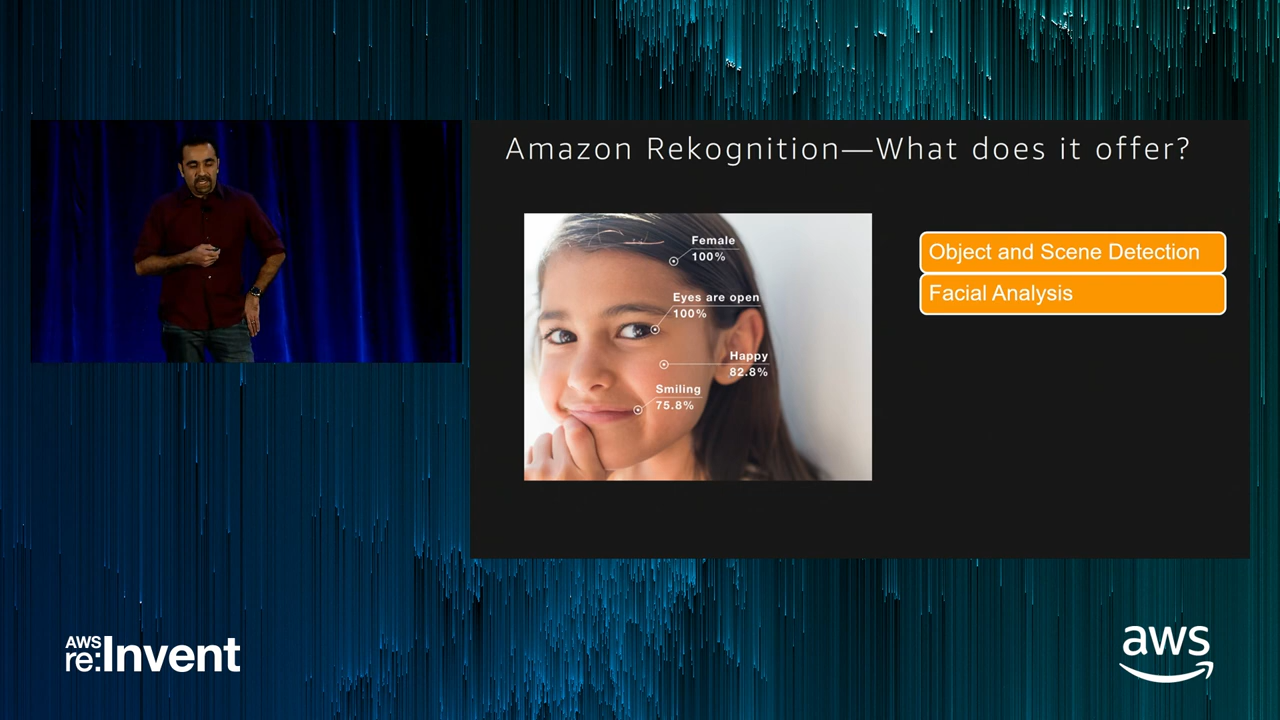 Amazon Rekognition—What does it offer?
Female
100%
Eyes are open
100%
Happy
82.8%
Smiling
75.8%
Object and Scene Detection
Facial Analysis
AWS
re:Invent
aws